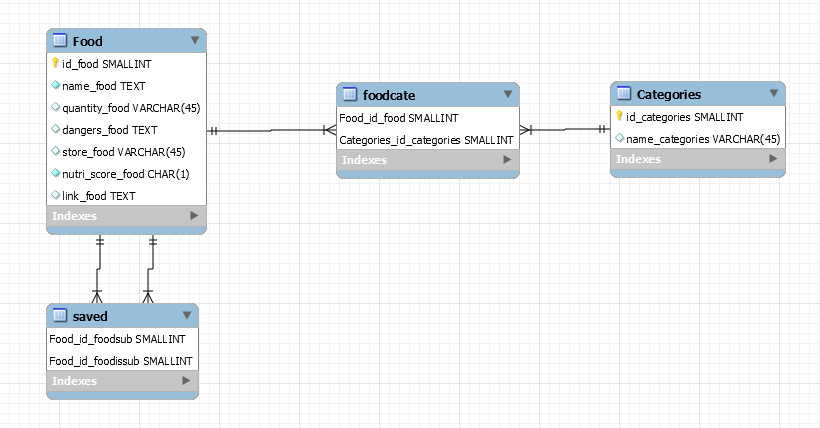 Food
id_food SMALLINT
name_food TEXT
quantity_food VARCHAR(45)
dangers_food TEXT
store_food VARCHAR(45)
nutri_score_food CHAR(1)
link_food TEXT
Indexes
foodcate
Food_id_food SMALLINT
Categories_id_categories SMALLINT
Indexes
Categories
id_categories SMALLINT
name_categories VARCHAR(45)
Indexes
saved
Food_id_foodsub SMALLINT
Food_id_foodissub SMALLINT
Indexes